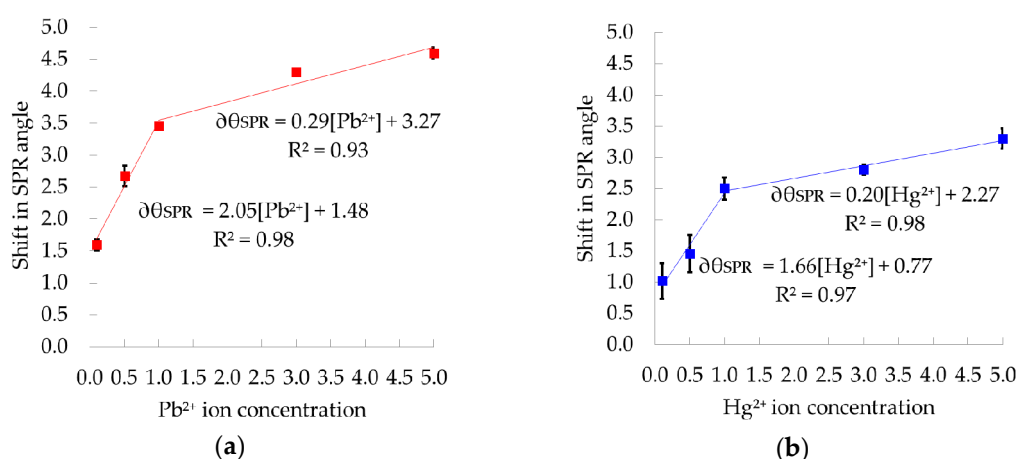 Shift in SPR angle
5.0
4.5
4.0
3.5
3.0
2.5
2.0
1.5
1.0
0.5
0.0
∂θSPR = 0.29[Pb²⁺] + 3.27
R² = 0.93
∂θSPR = 2.05[Pb²⁺] + 1.48
R² = 0.98
0.0 0.5 1.0 1.5 2.0 2.5 3.0 3.5 4.0 4.5 5.0
Pb²⁺ ion concentration
(a)
Shift in SPR angle
5.0
4.5
4.0
3.5
3.0
2.5
2.0
1.5
1.0
0.5
0.0
∂θSPR = 0.20[Hg²⁺] + 2.27
R² = 0.98
∂θSPR = 1.66[Hg²⁺] + 0.77
R² = 0.97
0.0 0.5 1.0 1.5 2.0 2.5 3.0 3.5 4.0 4.5 5.0
Hg²⁺ ion concentration
(b)